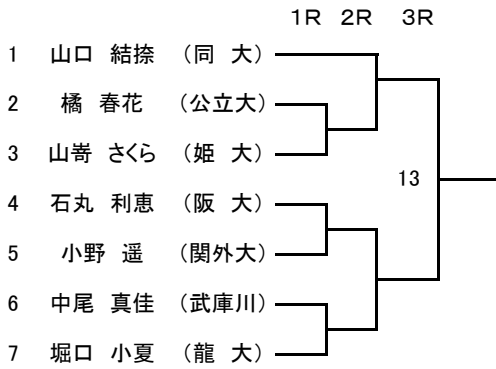 1R 2R 3R
1 山口 結捺 (同 大)
2 橘 春花 (公立大)
3 山嵜 さくら (姫 大)
13
4 石丸 利恵 (阪 大)
5 小野 遥 (関外大)
6 中尾 真佳 (武庫川)
7 堀口 小夏 (龍 大)